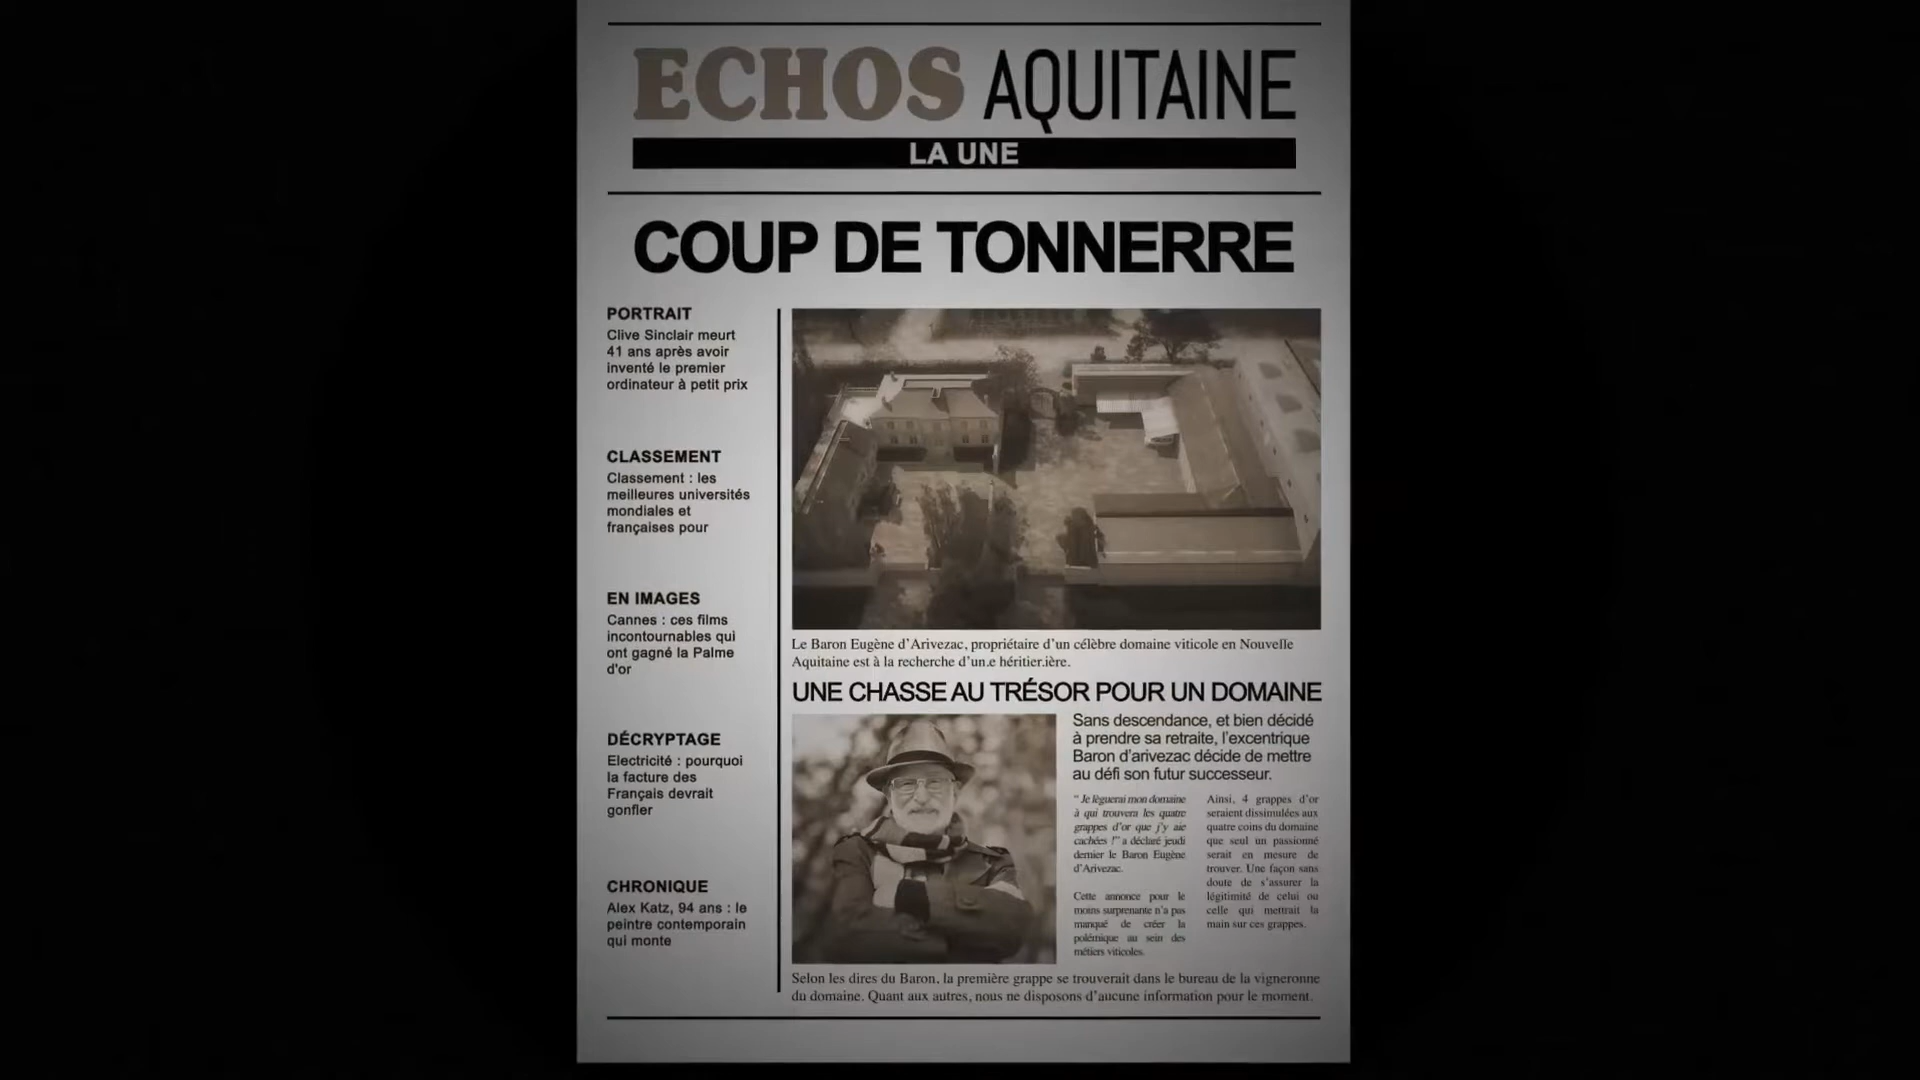 ECHOS AQUITAINE
LA UNE
COUP DE TONNERRE
PORTRAIT
Clive Sinclair meurt
41 ans après avoir
inventé le premier
ordinateur à petit prix
CLASSEMENT
Classement : les
meilleures universités
mondiales et
françaises pour
EN IMAGES
Cannes : ces films
incontournables qui
ont gagné la Palme
d'or
DÉCRYPTAGE
Electricité : pourquoi
la facture des
Français devrait
gonfler
CHRONIQUE
Alex Katz, 94 ans : le
peintre contemporain
qui monte
Le Baron Eugène d’Arivezac, propriétaire d’un célèbre domaine viticole en Nouvelle
Aquitaine est à la recherche d’un.e héritier.ière.
UNE CHASSE AU TRÉSOR POUR UN DOMAINE
Sans descendance, et bien décidé
à prendre sa retraite, l’excentrique
Baron d’arivezac décide de mettre
au défi son futur successeur.
“ Je lèguerai mon domaine
à qui trouvera les quatre
grappes d’or que j’y aie
cachées !” a déclaré jeudi
dernier le Baron Eugène
d’Arivezac.
Cette annonce pour le
moins surprenante n’a pas
manqué de créer la
polémique au sein des
métiers viticoles.
Ainsi, 4 grappes d’or
seraient dissimulées aux
quatre coins du domaine
que seul un passionné
serait en mesure de
trouver. Une façon sans
doute de s’assurer la
légitimité de celui ou
celle qui mettrait la
main sur ces grappes.
Selon les dires du Baron, la première grappe se trouverait dans le bureau de la vigneronne
du domaine. Quant aux autres, nous ne disposons d’aucune information pour le moment.